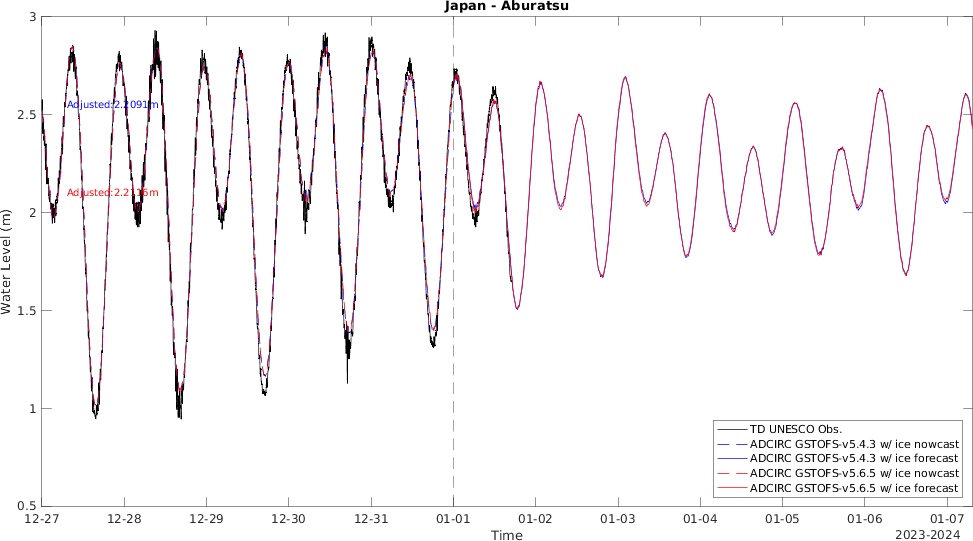 Japan - Aburatsu
3
2.5
2
1.5
1
0.5
Water Level (m)
Adjusted:2.2091m
Adjusted:2.2116m
TD UNESCO Obs.
ADCIRC GSTOFS-v5.4.3 w/ ice nowcast
ADCIRC GSTOFS-v5.4.3 w/ ice forecast
ADCIRC GSTOFS-v5.6.5 w/ ice nowcast
ADCIRC GSTOFS-v5.6.5 w/ ice forecast
12-27 12-28 12-29 12-30 12-31 01-01 01-02 01-03 01-04 01-05 01-06 01-07
Time
2023-2024